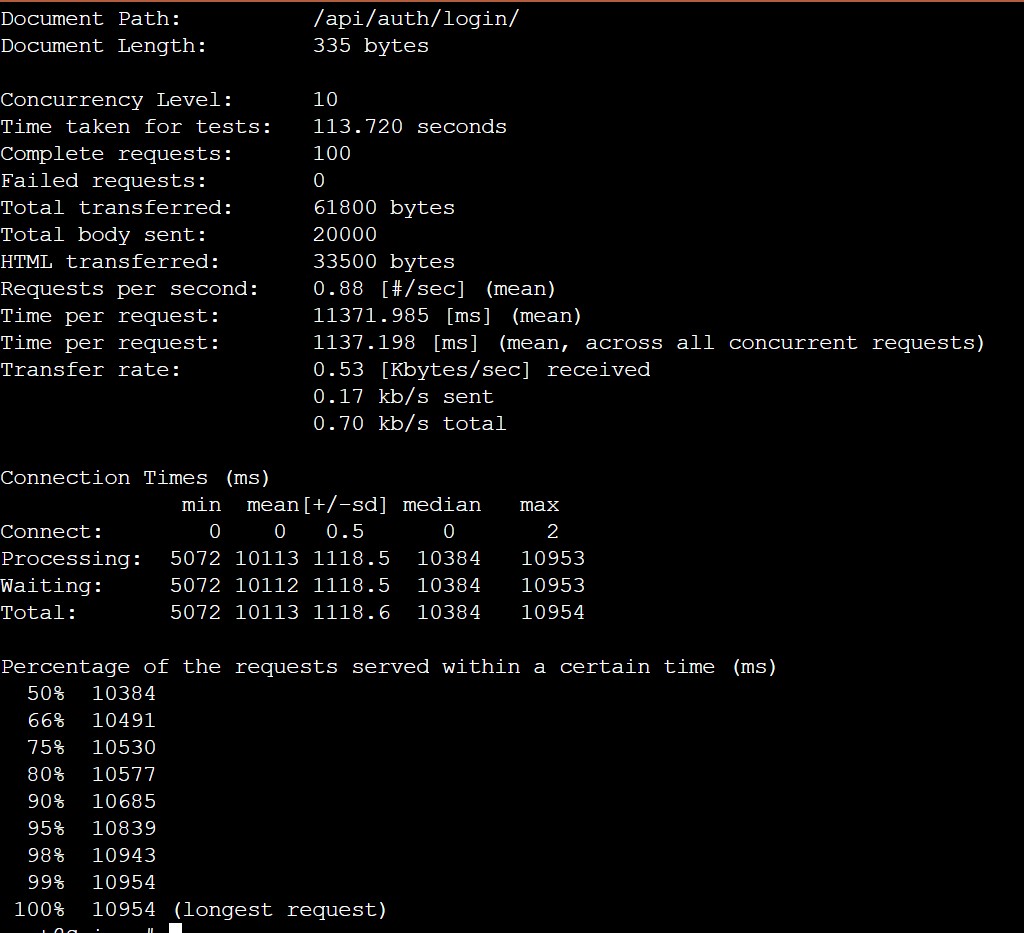 Document Path:          /api/auth/login/
Document Length:        335 bytes

Concurrency Level:      10
Time taken for tests:   113.720 seconds
Complete requests:      100
Failed requests:        0
Total transferred:      61800 bytes
Total body sent:        20000
HTML transferred:       33500 bytes
Requests per second:    0.88 [#/sec] (mean)
Time per request:       11371.985 [ms] (mean)
Time per request:       1137.198 [ms] (mean, across all concurrent requests)
Transfer rate:          0.53 [Kbytes/sec] received
                        0.17 kb/s sent
                        0.70 kb/s total

Connection Times (ms)
              min  mean[+/-sd] median   max
Connect:        0    0   0.5      0       2
Processing:  5072 10113 1118.5  10384   10953
Waiting:     5072 10112 1118.5  10384   10953
Total:       5072 10113 1118.6  10384   10954

Percentage of the requests served within a certain time (ms)
  50%  10384
  66%  10491
  75%  10530
  80%  10577
  90%  10685
  95%  10839
  98%  10943
  99%  10954
 100%  10954 (longest request)